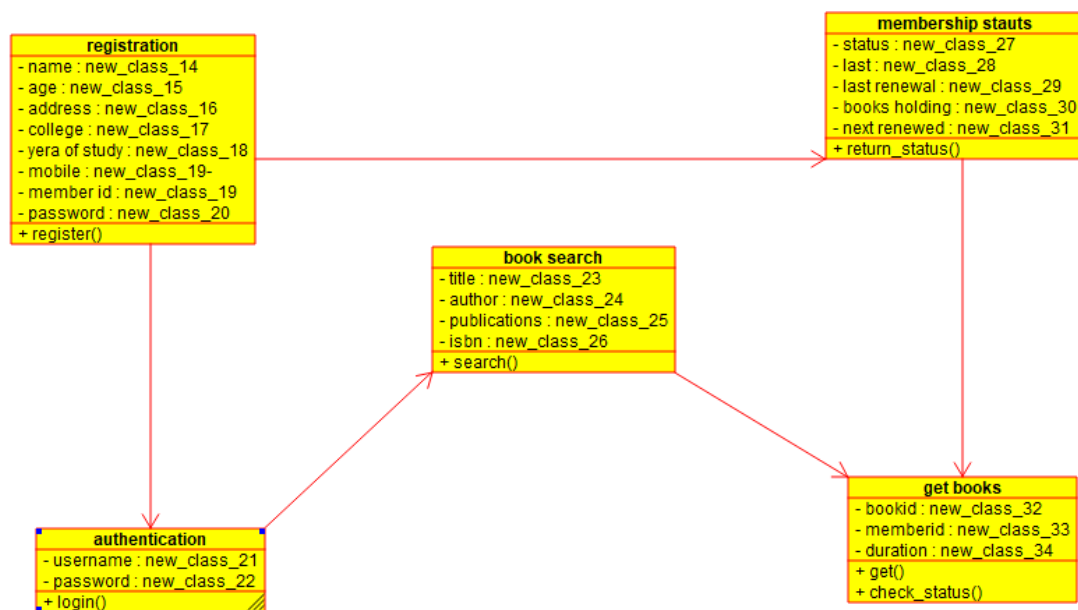 registration
- name : new_class_14
- age : new_class_15
- address : new_class_16
- college : new_class_17
- yera of study : new_class_18
- mobile : new_class_19-
- member id : new_class_19
- password : new_class_20
+ register()
membership stauts
- status : new_class_27
- last : new_class_28
- last renewal : new_class_29
- books holding : new_class_30
- next renewed : new_class_31
+ return_status()
book search
- title : new_class_23
- author : new_class_24
- publications : new_class_25
- isbn : new_class_26
+ search()
authentication
- username : new_class_21
- password : new_class_22
+ login()
get books
- bookid : new_class_32
- memberid : new_class_33
- duration : new_class_34
+ get()
+ check_status()